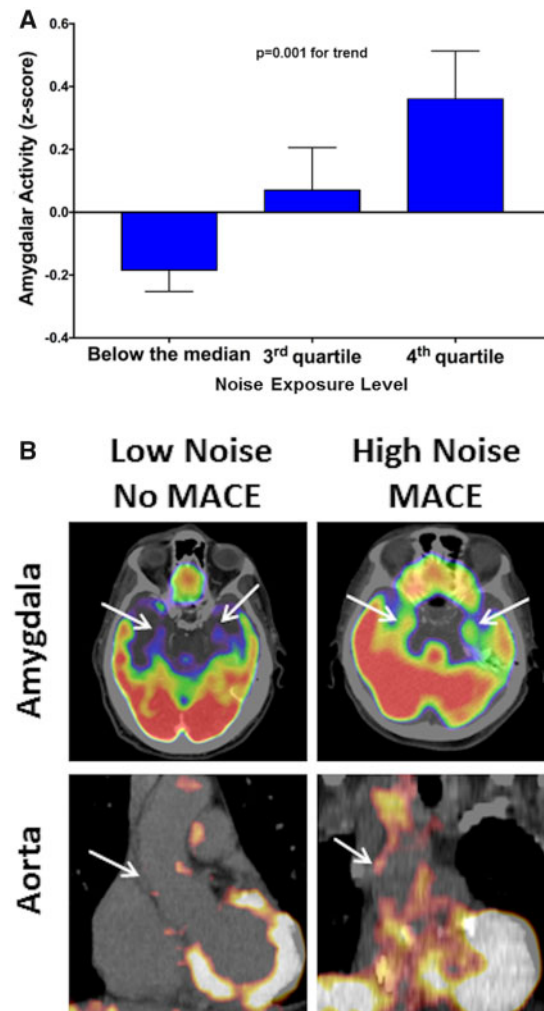 A
0.6
0.4
0.2
0.0
-0.2
-0.4
Amygdalar Activity (z-score)
p=0.001 for trend
Below the median 3rd quartile 4th quartile
Noise Exposure Level
B
Low Noise High Noise
No MACE MACE
Amygdala
Aorta